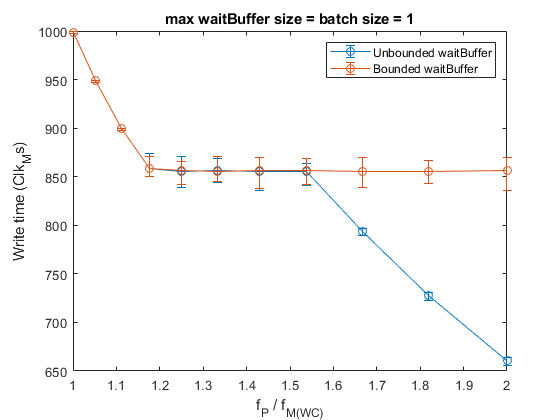 max waitBuffer size = batch size = 1
Unbounded waitBuffer
Bounded waitBuffer
Write time (Clk_M s)
1000
950
900
850
800
750
700
650
1 1.1 1.2 1.3 1.4 1.5 1.6 1.7 1.8 1.9 2
f_P / f_M(WC)